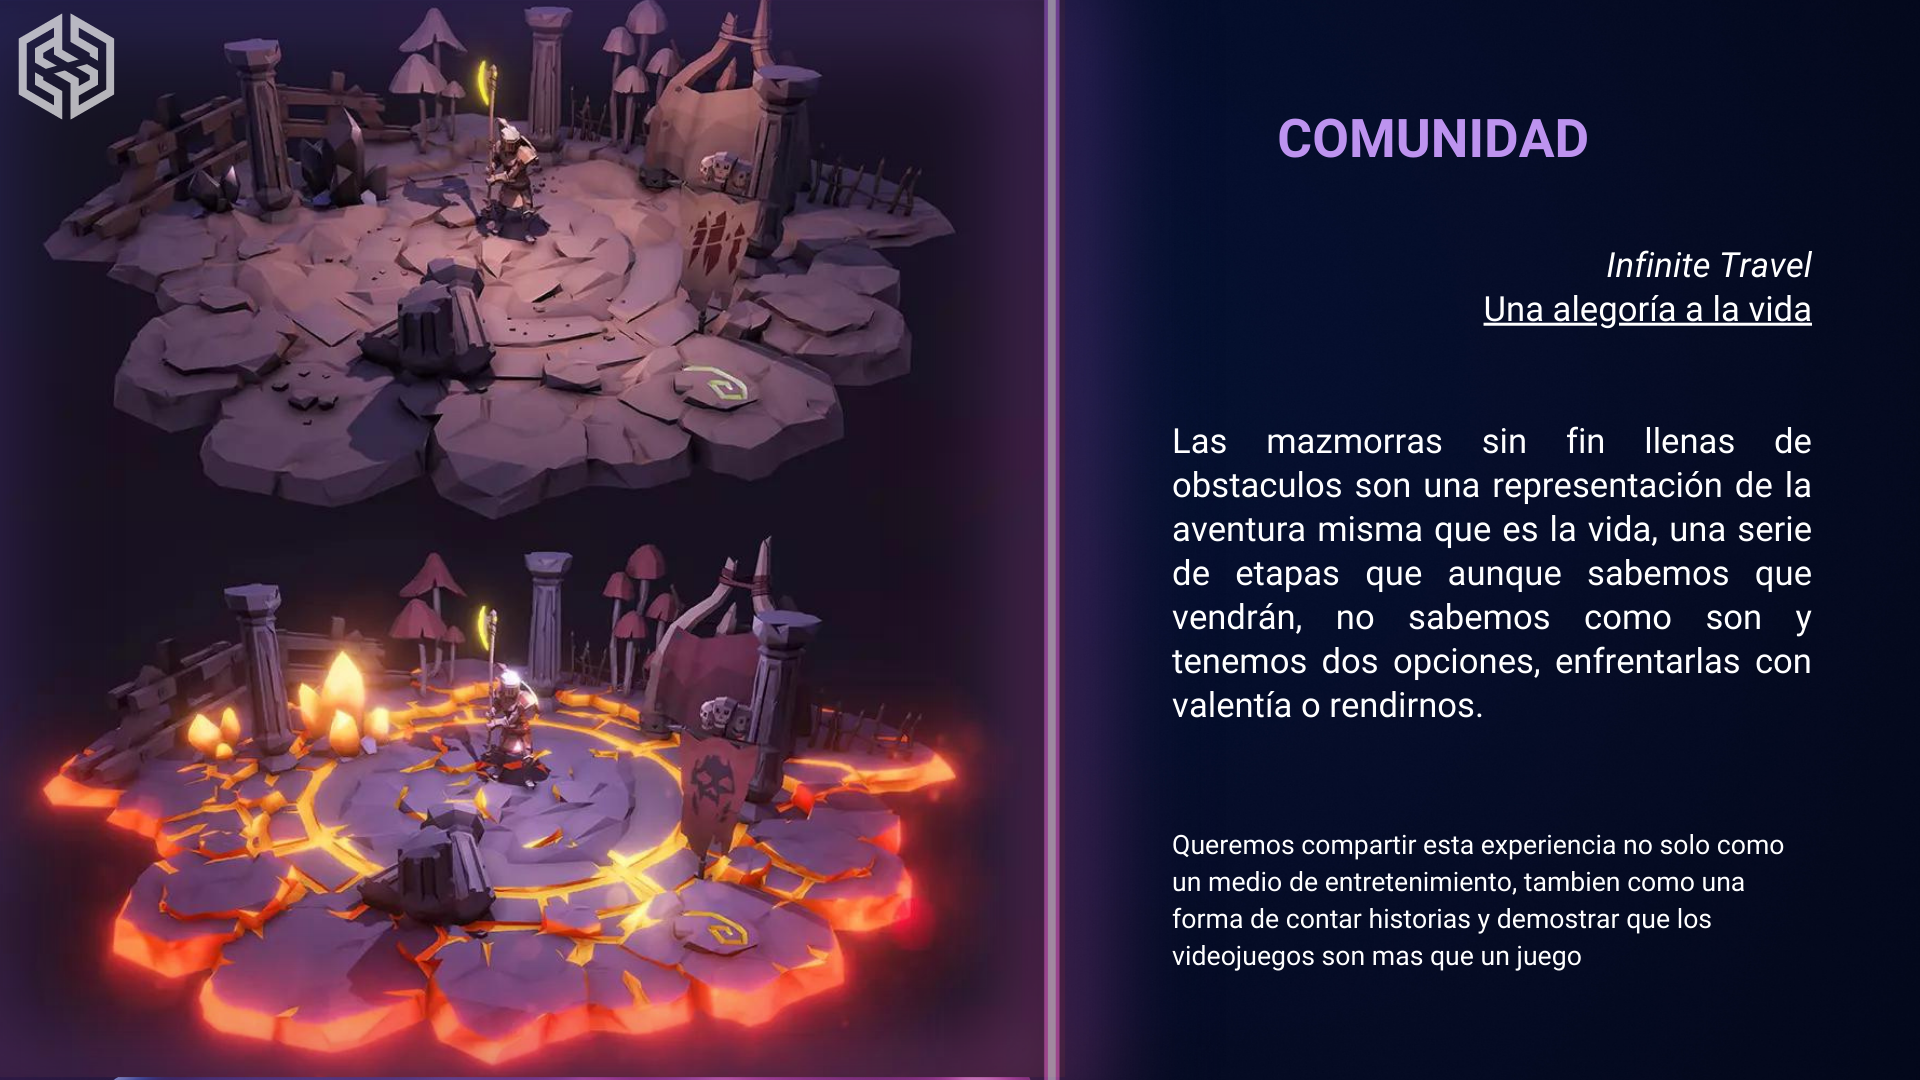 COMUNIDAD
Infinite Travel
Una alegoría a la vida
Las mazmorras sin fin llenas de
obstaculos son una representación de la
aventura misma que es la vida, una serie
de etapas que aunque sabemos que
vendrán, no sabemos como son y
tenemos dos opciones, enfrentarlas con
valentía o rendirnos.
Queremos compartir esta experiencia no solo como
un medio de entretenimiento, tambien como una
forma de contar historias y demostrar que los
videojuegos son mas que un juego